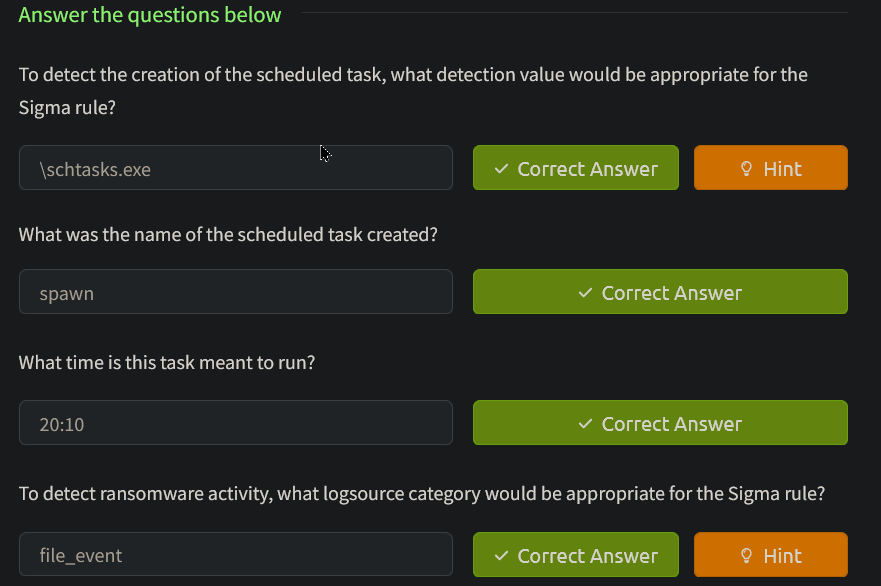 Answer the questions below
To detect the creation of the scheduled task, what detection value would be appropriate for the
Sigma rule?
\schtasks.exe
Correct Answer
Hint
What was the name of the scheduled task created?
spawn
Correct Answer
What time is this task meant to run?
20:10
Correct Answer
To detect ransomware activity, what logsource category would be appropriate for the Sigma rule?
file_event
Correct Answer
Hint